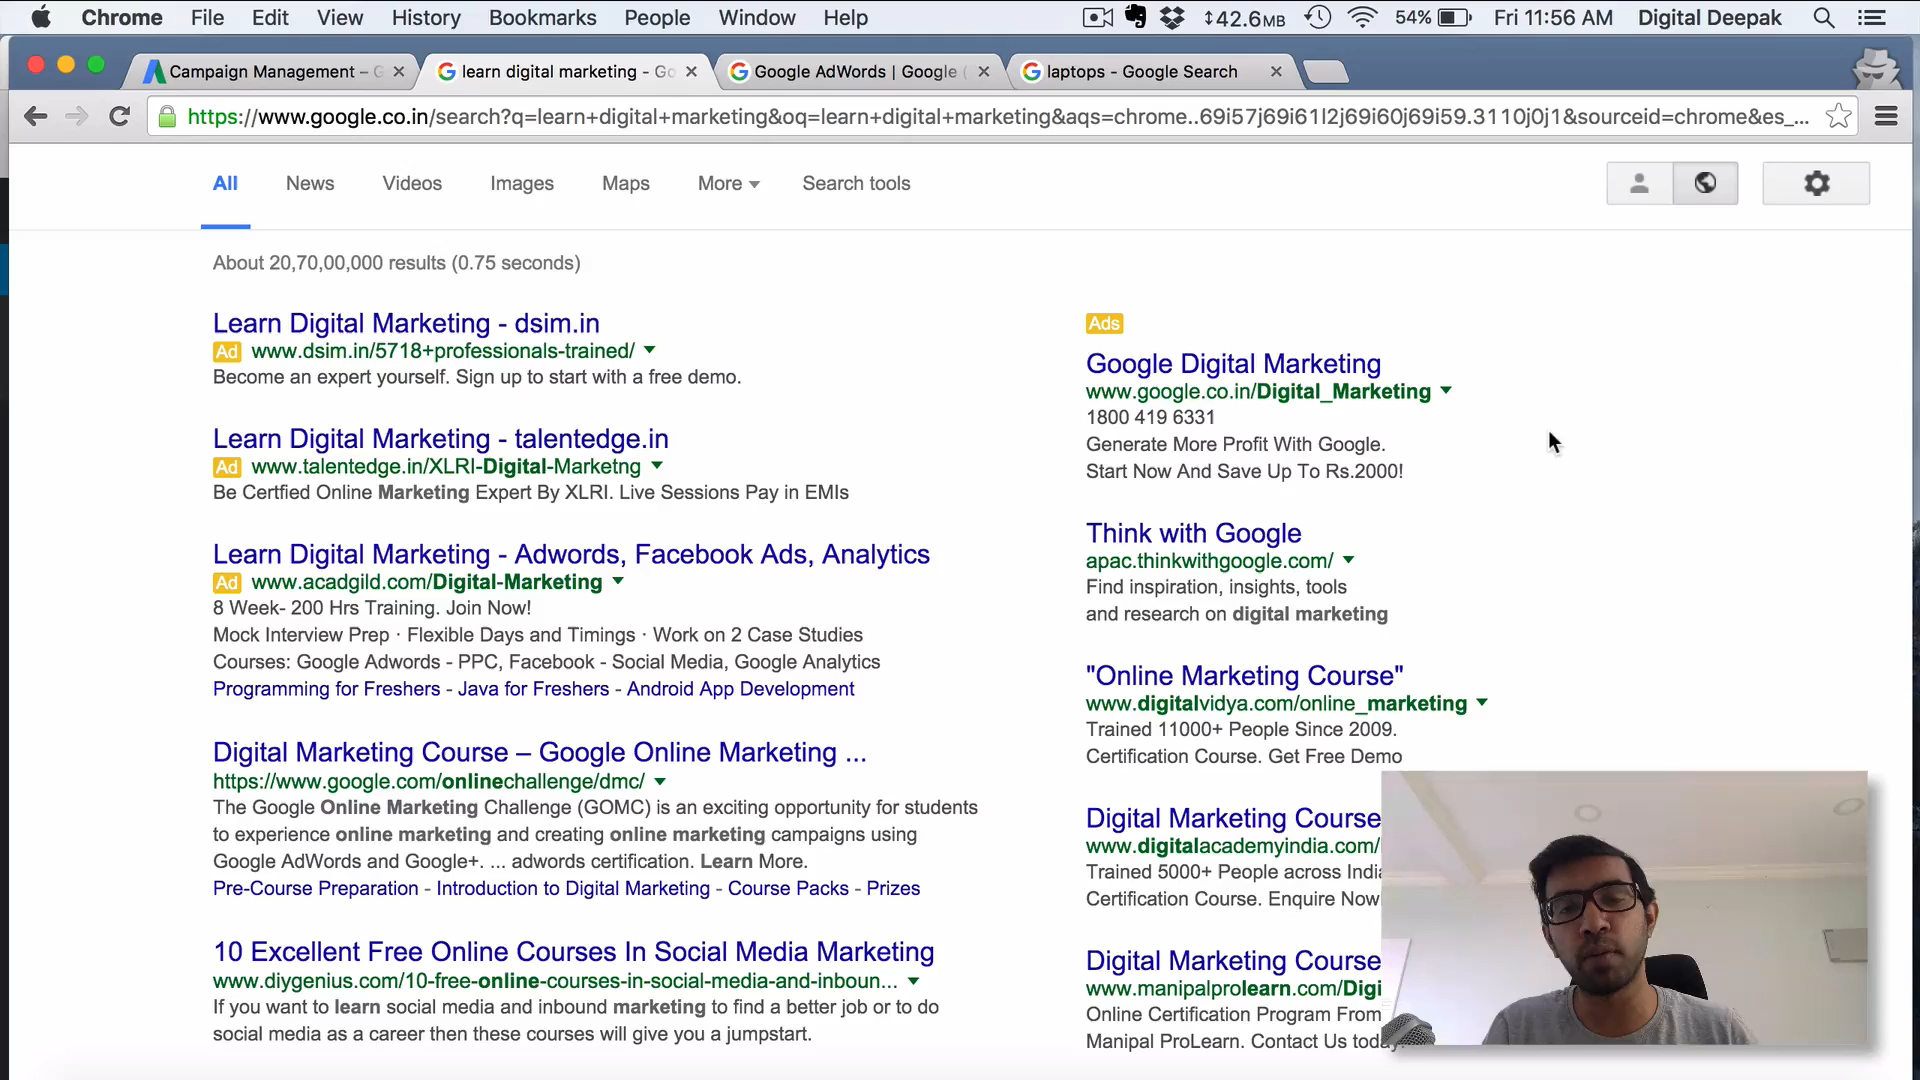 Chrome File Edit View History Bookmarks People Window Help
42.6MB 54% Fri 11:56 AM Digital Deepak
Campaign Management – G
learn digital marketing - Go
Google AdWords | Google (
laptops - Google Search
https://www.google.co.in/search?q=learn+digital+marketing&oq=learn+digital+marketing&aqs=chrome..69i57j69i61l2j69i60j69i59.3110j0j1&sourceid=chrome&es_...
All News Videos Images Maps More Search tools
About 20,70,00,000 results (0.75 seconds)
Learn Digital Marketing - dsim.in
Ad www.dsim.in/5718+professionals-trained/
Become an expert yourself. Sign up to start with a free demo.
Learn Digital Marketing - talentedge.in
Ad www.talentedge.in/XLRI-Digital-Marketng
Be Certfied Online Marketing Expert By XLRI. Live Sessions Pay in EMIs
Learn Digital Marketing - Adwords, Facebook Ads, Analytics
Ad www.acadgild.com/Digital-Marketing
8 Week- 200 Hrs Training. Join Now!
Mock Interview Prep · Flexible Days and Timings · Work on 2 Case Studies
Courses: Google Adwords - PPC, Facebook - Social Media, Google Analytics
Programming for Freshers - Java for Freshers - Android App Development
Digital Marketing Course – Google Online Marketing ...
https://www.google.com/onlinechallenge/dmc/
The Google Online Marketing Challenge (GOMC) is an exciting opportunity for students
to experience online marketing and creating online marketing campaigns using
Google AdWords and Google+. ... adwords certification. Learn More.
Pre-Course Preparation - Introduction to Digital Marketing - Course Packs - Prizes
10 Excellent Free Online Courses In Social Media Marketing
www.diygenius.com/10-free-online-courses-in-social-media-and-inboun...
If you want to learn social media and inbound marketing to find a better job or to do
social media as a career then these courses will give you a jumpstart.
Ads
Google Digital Marketing
www.google.co.in/Digital_Marketing
1800 419 6331
Generate More Profit With Google.
Start Now And Save Up To Rs.2000!
Think with Google
apac.thinkwithgoogle.com/
Find inspiration, insights, tools
and research on digital marketing
"Online Marketing Course"
www.digitalvidya.com/online_marketing
Trained 11000+ People Since 2009.
Certification Course. Get Free Demo
Digital Marketing Course
www.digitalacademyindia.com/
Trained 5000+ People across India
Certification Course. Enquire Now
Digital Marketing Course
www.manipalprolearn.com/Digi
Online Certification Program From
Manipal ProLearn. Contact Us today.